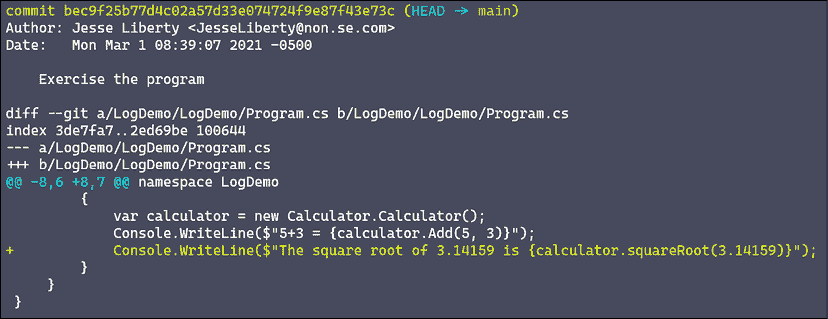 commit bec9f25b77d4c02a57d33e074724f9e87f43e73c (HEAD -> main)
Author: Jesse Liberty <JesseLiberty@non.se.com>
Date:   Mon Mar 1 08:39:07 2021 -0500
    Exercise the program
diff --git a/LogDemo/LogDemo/Program.cs b/LogDemo/LogDemo/Program.cs
index 3de7fa7..2ed69be 100644
--- a/LogDemo/LogDemo/Program.cs
+++ b/LogDemo/LogDemo/Program.cs
@@ -8,6 +8,7 @@ namespace LogDemo
         {
             var calculator = new Calculator.Calculator();
             Console.WriteLine($"5+3 = {calculator.Add(5, 3)}");
+            Console.WriteLine($"The square root of 3.14159 is {calculator.squareRoot(3.14159)}");
         }
     }
 }